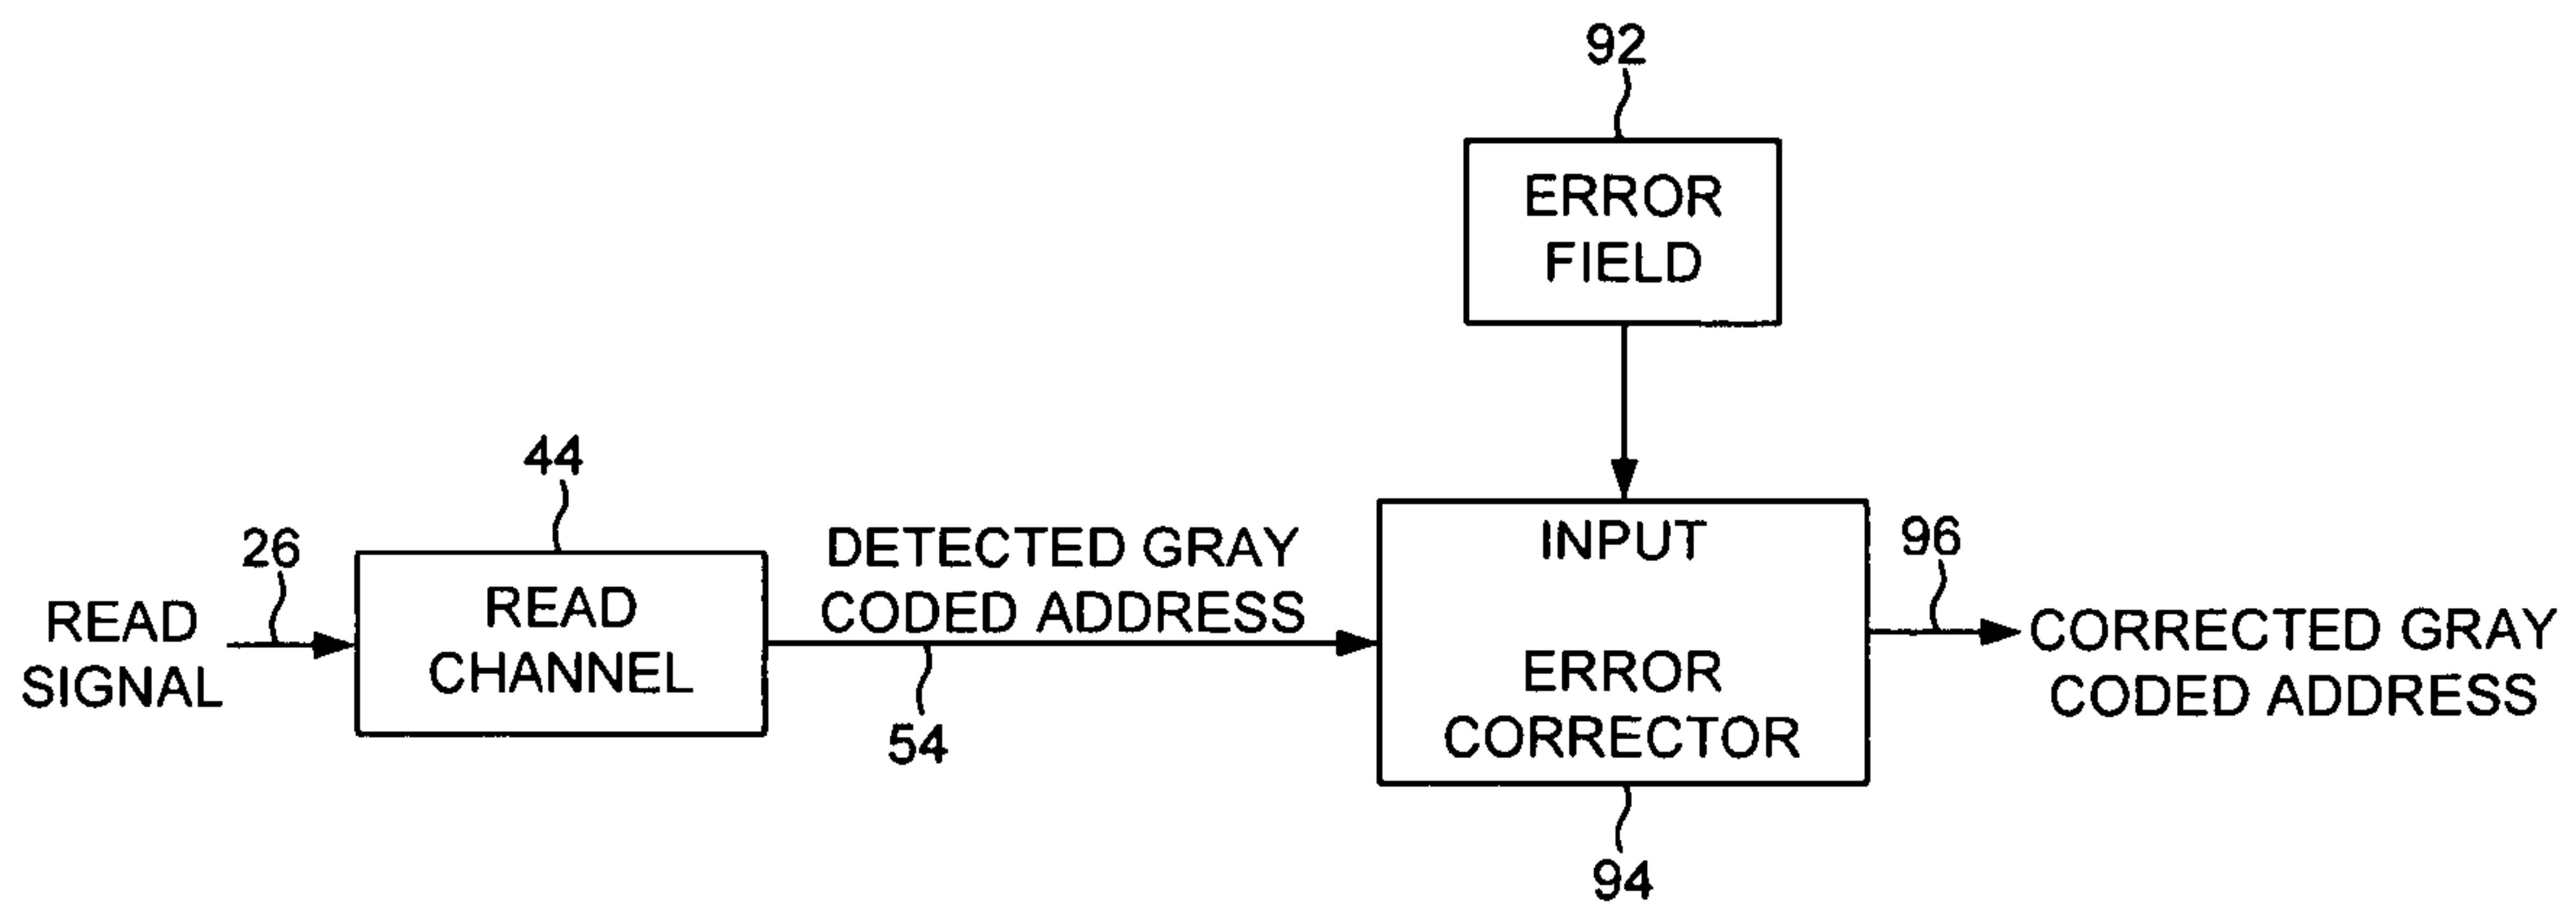 92
ERROR
FIELD
44
26
READ
SIGNAL
READ
CHANNEL
DETECTED GRAY
CODED ADDRESS
54
INPUT
ERROR
CORRECTOR
94
96
CORRECTED GRAY
CODED ADDRESS